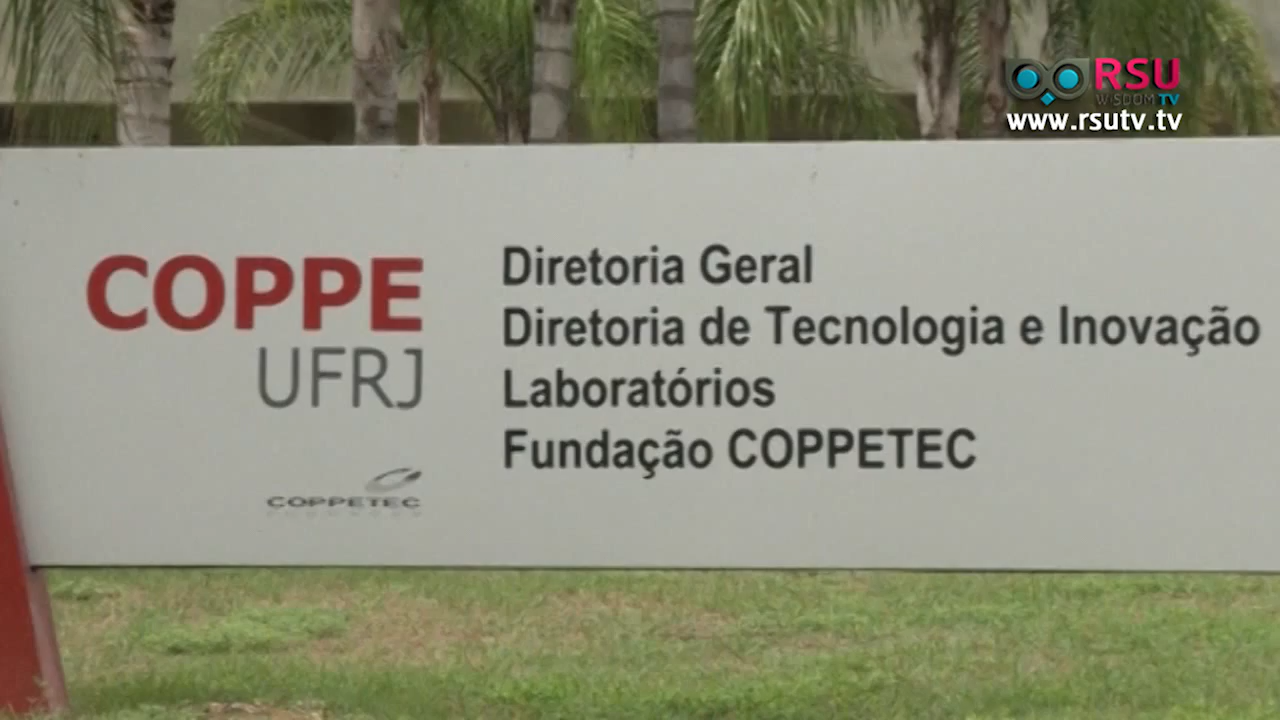 RSU
WISDOM TV
www.rsutv.tv
COPPE
UFRJ
COPPETEC
Diretoria Geral
Diretoria de Tecnologia e Inovação
Laboratórios
Fundação COPPETEC